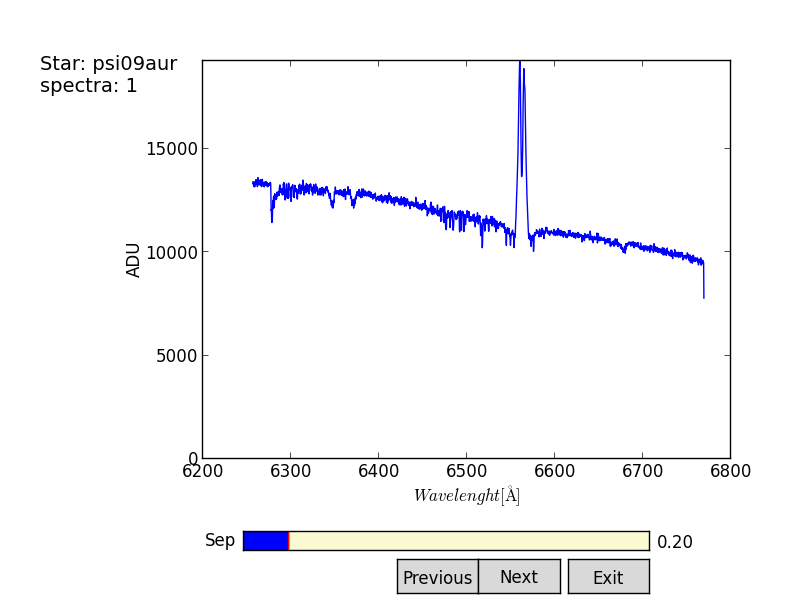 Star: psi09aur
spectra: 1
15000
10000
5000
0
ADU
6200 6300 6400 6500 6600 6700 6800
Wavelenght[Å]
Sep 0.20
Previous Next Exit